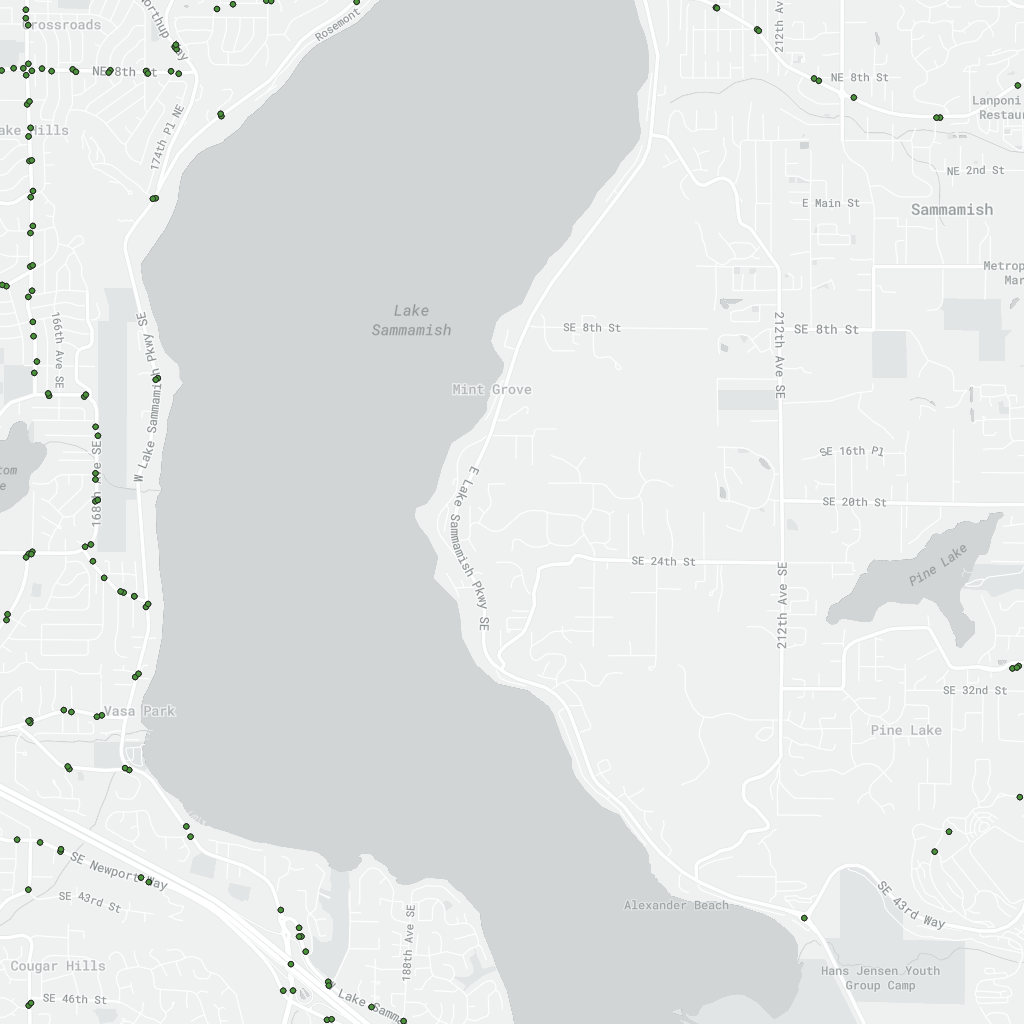 Rosemont
Northup Way
Crossroads
NE 8th St
212th Ave
NE 8th St
Lanponi
Restau
Lake Hills
174th Pl NE
NE 2nd St
E Main St
Sammamish
Metrop
Mar
Lake
Sammamish
166th Ave SE
W Lake Sammamish Pkwy SE
SE 8th St
212th Ave SE
SE 8th St
Mint Grove
SE 16th Pl
168th Ave SE
E Lake Sammamish Pkwy SE
SE 20th St
Pine Lake
SE 24th St
212th Ave SE
SE 32nd St
Vasa Park
Pine Lake
SE Newport Way
SE 43rd St
SE 43rd Way
188th Ave SE
Alexander Beach
Cougar Hills
Hans Jensen Youth
Group Camp
SE 46th St
W Lake Samma